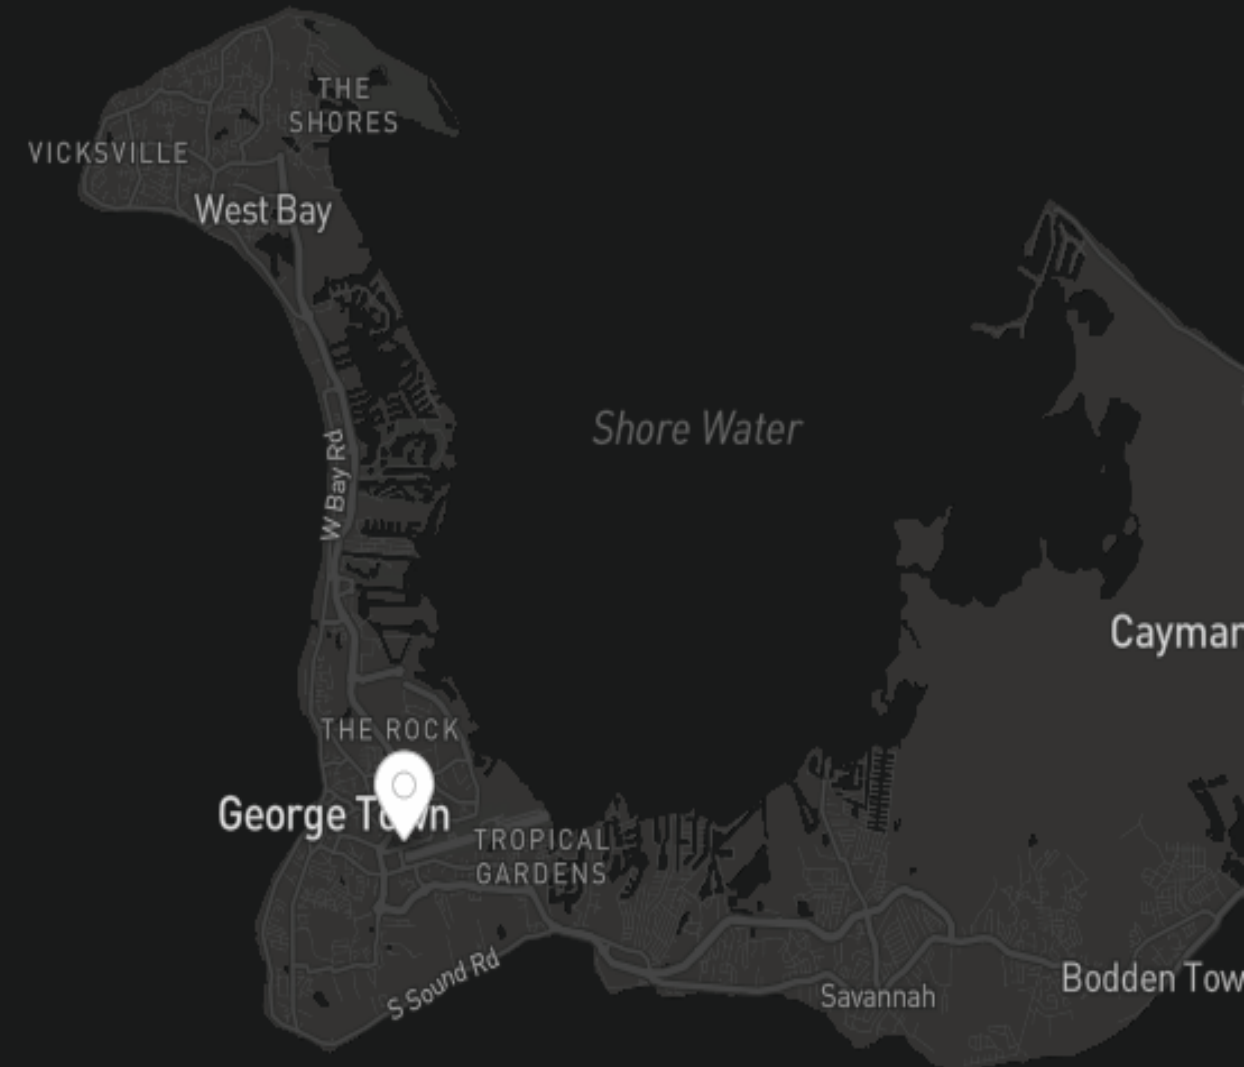 THE
SHORES
VICKSVILLE
West Bay
Shore Water
W Bay Rd
Cayman
THE ROCK
George Town
TROPICAL
GARDENS
S Sound Rd
Savannah
Bodden Tow